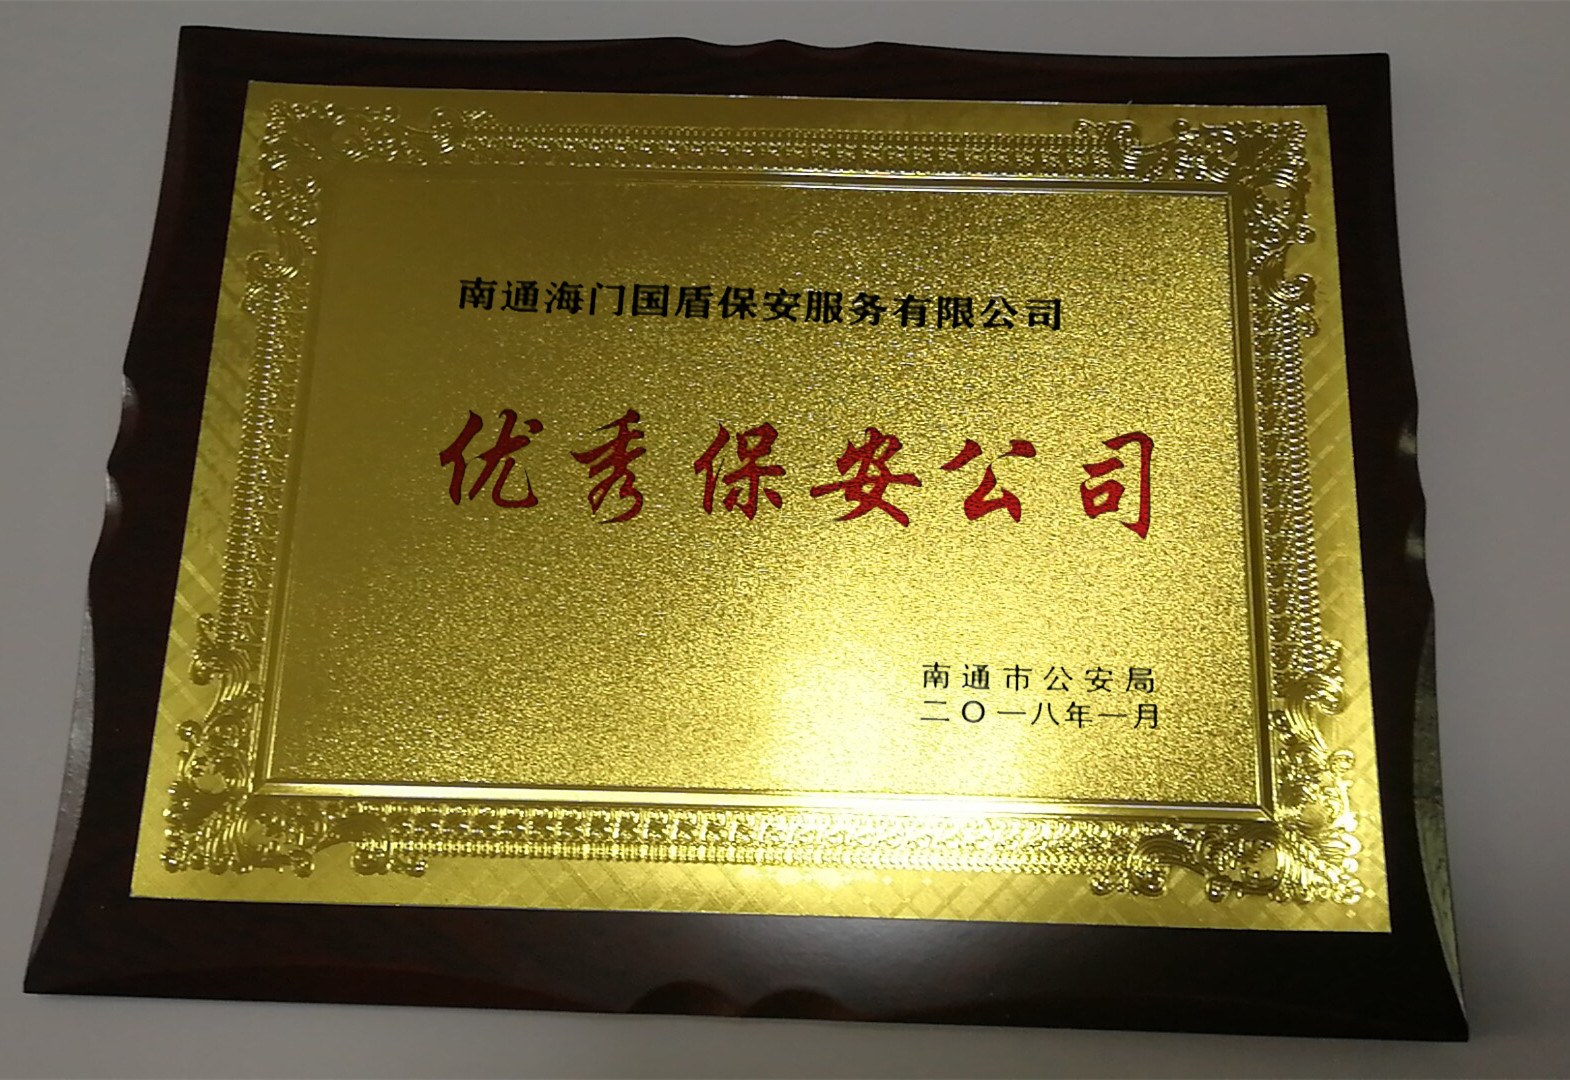 南通海门国盾保安服务有限公司
优秀保安公司
南通市公安局
二〇一八年一月